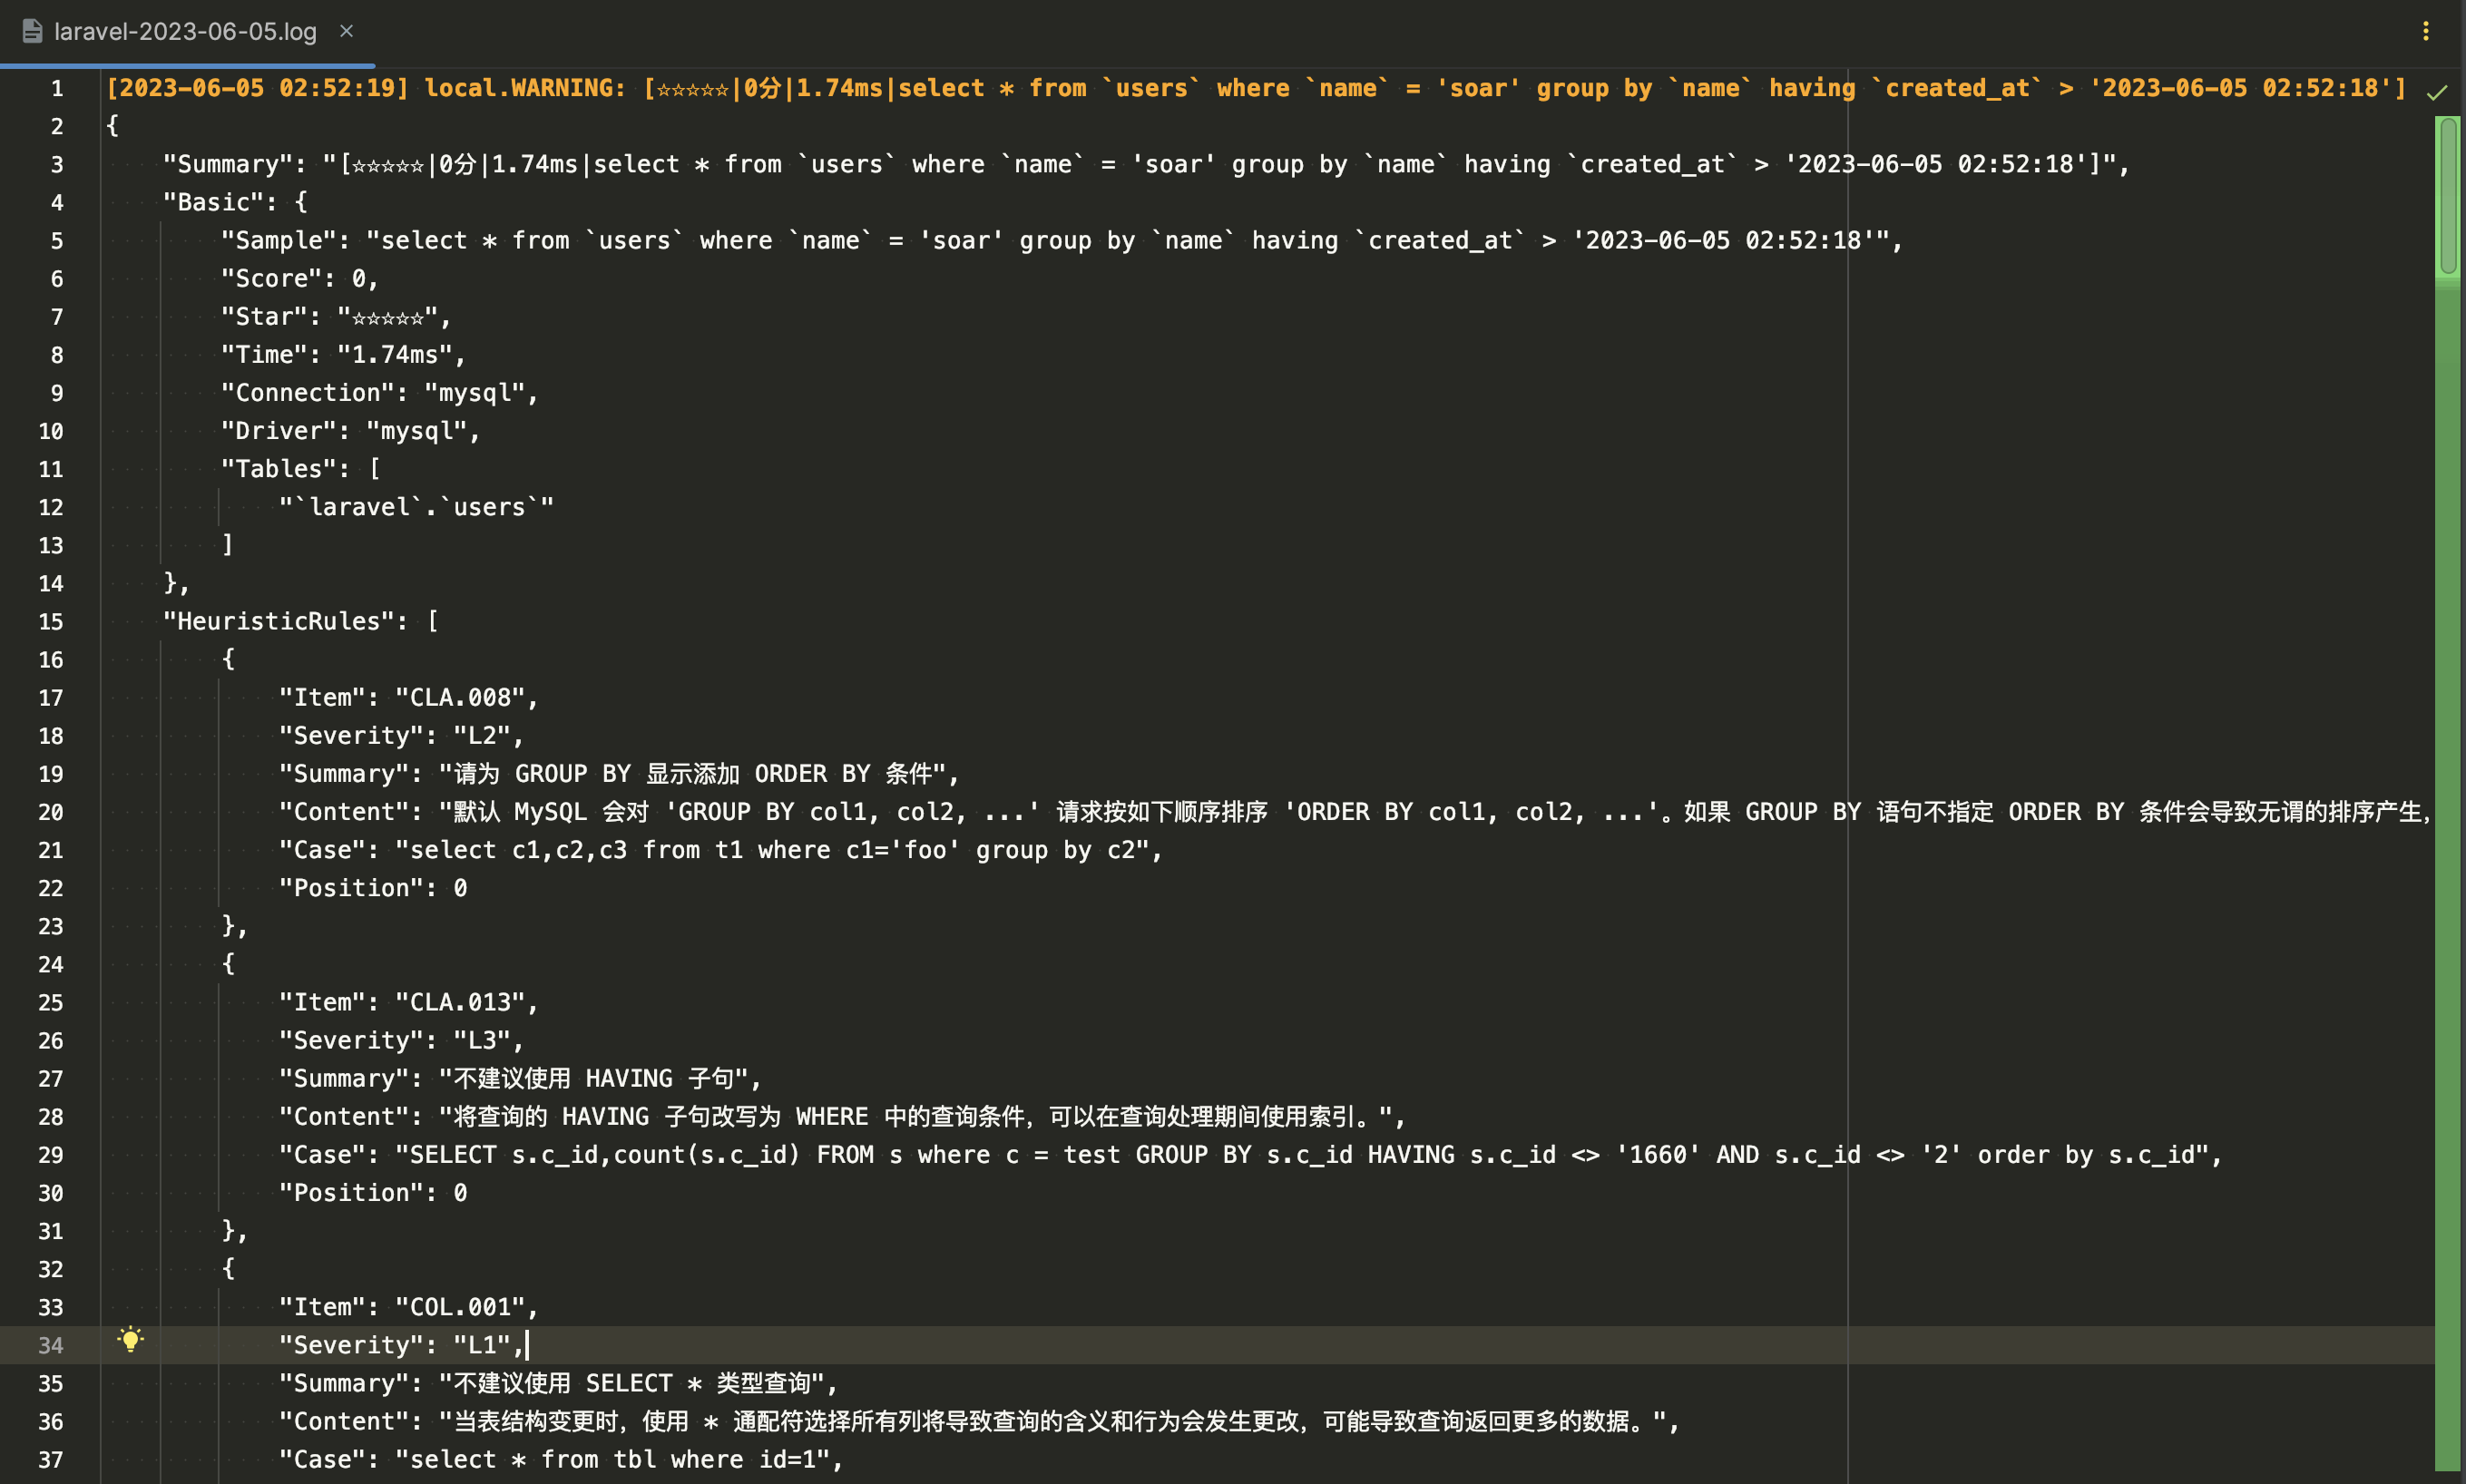 laravel-2023-06-05.log
1 [2023-06-05 02:52:19] local.WARNING: [☆☆☆☆☆|0分|1.74ms|select * from `users` where `name` = 'soar' group by `name` having `created_at` > '2023-06-05 02:52:18']
2 {
3 "Summary": "[☆☆☆☆☆|0分|1.74ms|select * from `users` where `name` = 'soar' group by `name` having `created_at` > '2023-06-05 02:52:18']",
4 "Basic": {
5 "Sample": "select * from `users` where `name` = 'soar' group by `name` having `created_at` > '2023-06-05 02:52:18'",
6 "Score": 0,
7 "Star": "☆☆☆☆☆",
8 "Time": "1.74ms",
9 "Connection": "mysql",
10 "Driver": "mysql",
11 "Tables": [
12 "`laravel`.`users`"
13 ]
14 },
15 "HeuristicRules": [
16 {
17 "Item": "CLA.008",
18 "Severity": "L2",
19 "Summary": "请为 GROUP BY 显示添加 ORDER BY 条件",
20 "Content": "默认 MySQL 会对 'GROUP BY col1, col2, ...' 请求按如下顺序排序 'ORDER BY col1, col2, ...'。如果 GROUP BY 语句不指定 ORDER BY 条件会导致无谓的排序产生,
21 "Case": "select c1,c2,c3 from t1 where c1='foo' group by c2",
22 "Position": 0
23 },
24 {
25 "Item": "CLA.013",
26 "Severity": "L3",
27 "Summary": "不建议使用 HAVING 子句",
28 "Content": "将查询的 HAVING 子句改写为 WHERE 中的查询条件，可以在查询处理期间使用索引。",
29 "Case": "SELECT s.c_id,count(s.c_id) FROM s where c = test GROUP BY s.c_id HAVING s.c_id <> '1660' AND s.c_id <> '2' order by s.c_id",
30 "Position": 0
31 },
32 {
33 "Item": "COL.001",
34 "Severity": "L1",
35 "Summary": "不建议使用 SELECT * 类型查询",
36 "Content": "当表结构变更时，使用 * 通配符选择所有列将导致查询的含义和行为会发生更改，可能导致查询返回更多的数据。",
37 "Case": "select * from tbl where id=1",